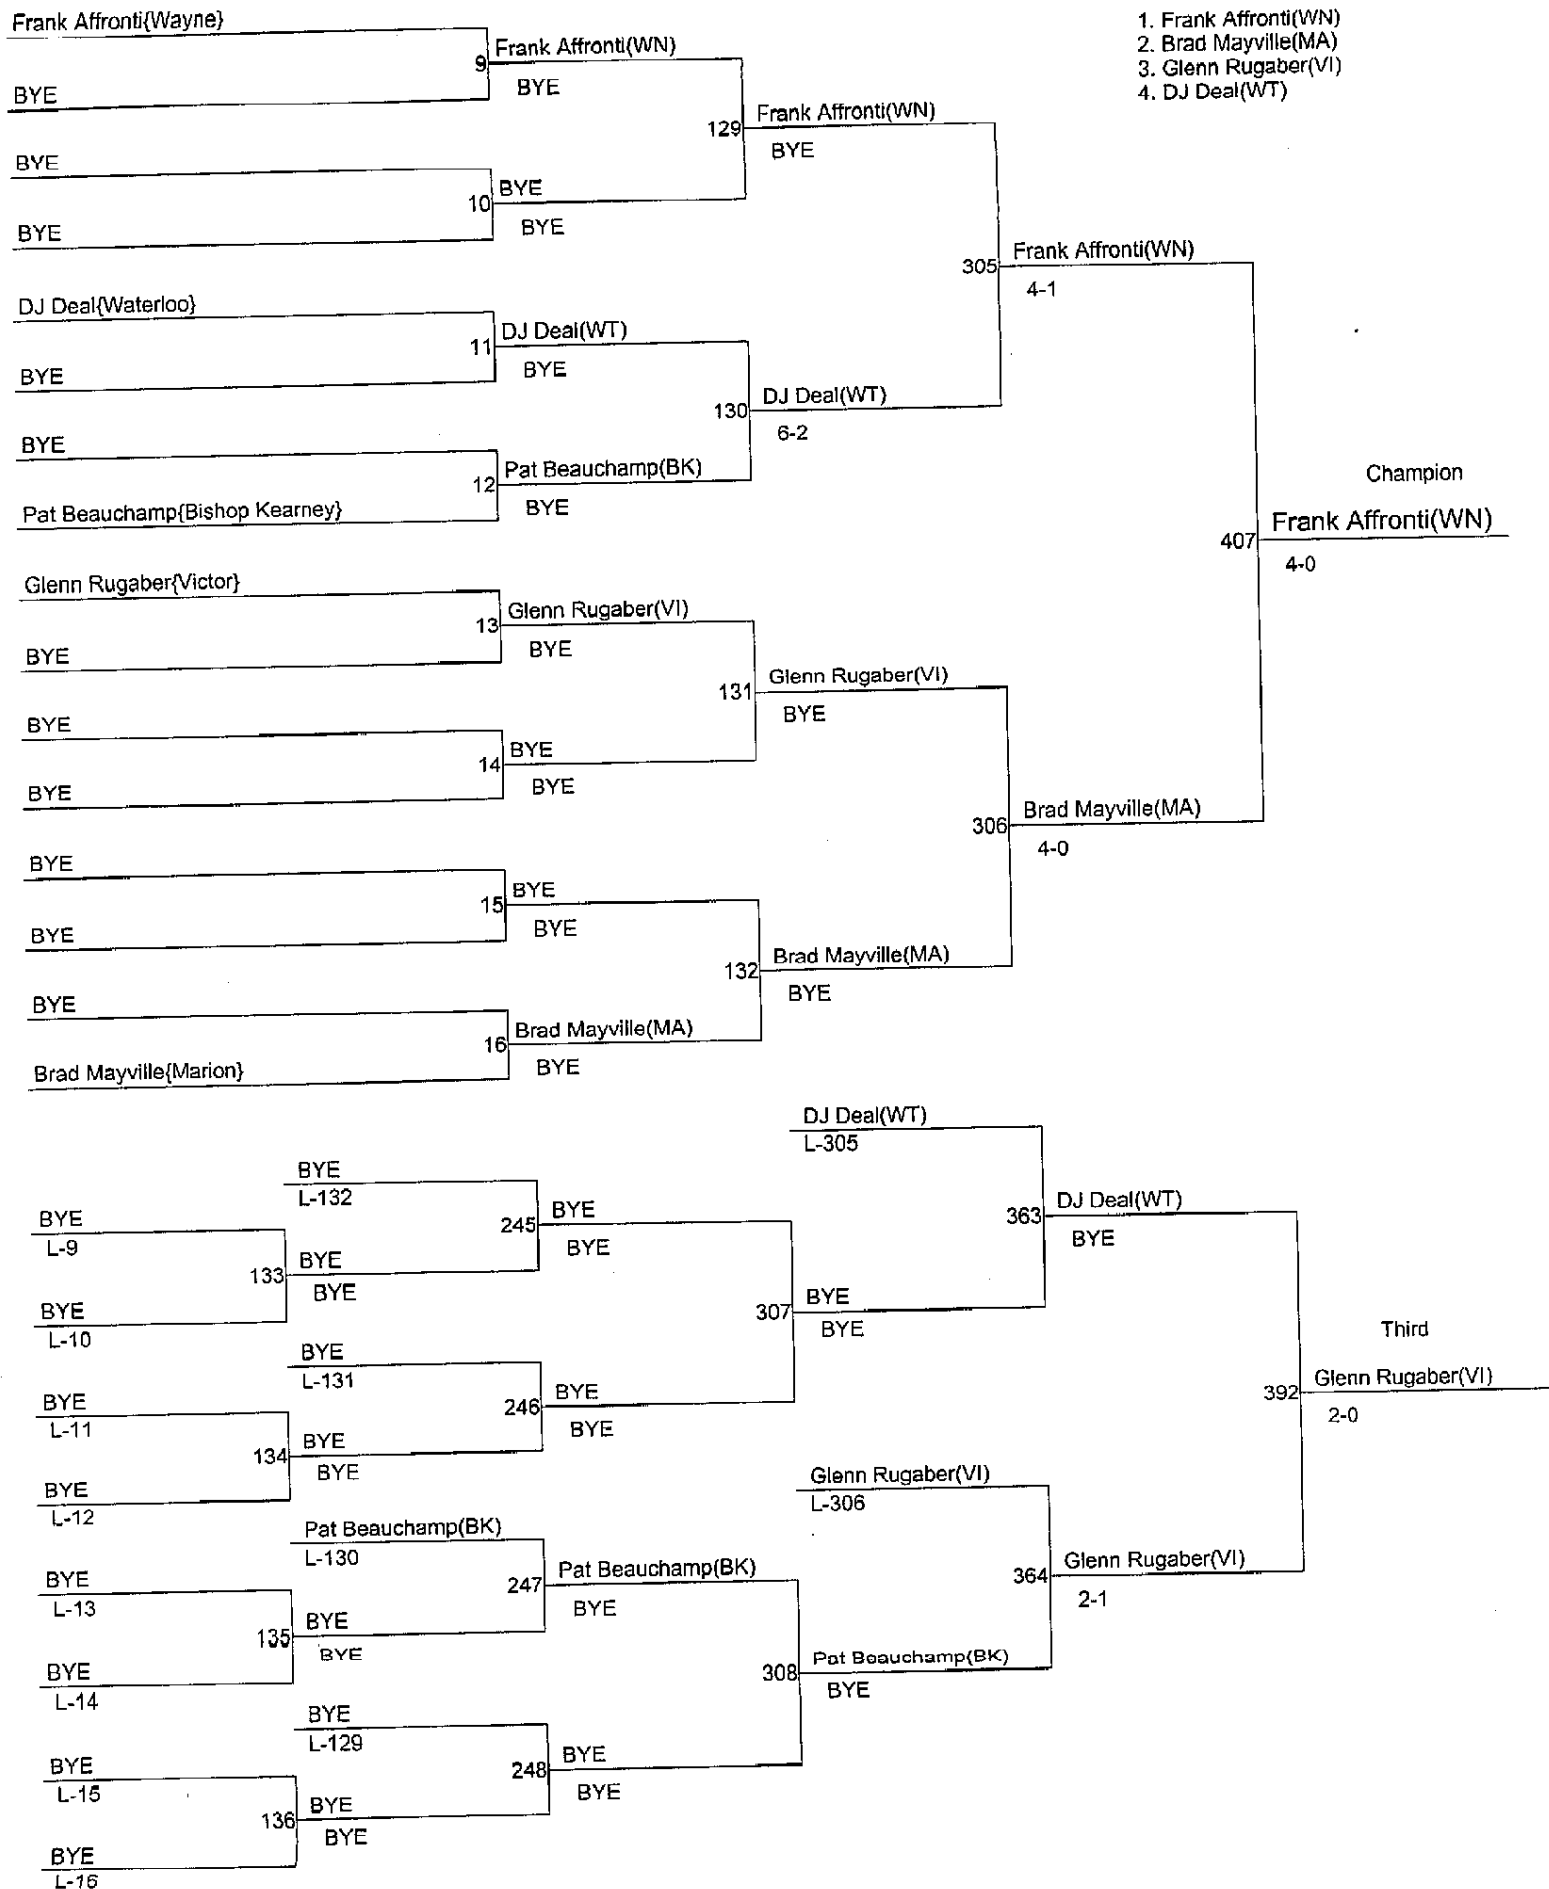 1. Frank Affronti(WN)
2. Brad Mayville(MA)
3. Glenn Rugaber(VI)
4. DJ Deal(WT)
Frank Affronti{Wayne}
9
Frank Affronti(WN)
BYE
BYE
129
Frank Affronti(WN)
BYE
BYE
10
BYE
BYE
BYE
305
Frank Affronti(WN)
4-1
DJ Deal{Waterloo}
11
DJ Deal(WT)
BYE
BYE
130
DJ Deal(WT)
6-2
BYE
12
Pat Beauchamp(BK)
BYE
Pat Beauchamp{Bishop Kearney}
Champion
407
Frank Affronti(WN)
4-0
Glenn Rugaber{Victor}
13
Glenn Rugaber(VI)
BYE
BYE
131
Glenn Rugaber(VI)
BYE
BYE
14
BYE
BYE
BYE
306
Brad Mayville(MA)
4-0
BYE
15
BYE
BYE
BYE
132
Brad Mayville(MA)
BYE
BYE
16
Brad Mayville(MA)
BYE
Brad Mayville{Marion}
DJ Deal(WT)
L-305
BYE
L-132
363
DJ Deal(WT)
BYE
245
BYE
BYE
BYE
L-9
133
BYE
BYE
BYE
L-10
307
BYE
BYE
Third
BYE
L-131
392
Glenn Rugaber(VI)
2-0
246
BYE
BYE
BYE
L-11
134
BYE
BYE
BYE
L-12
Glenn Rugaber(VI)
L-306
Pat Beauchamp(BK)
L-130
364
Glenn Rugaber(VI)
2-1
247
Pat Beauchamp(BK)
BYE
BYE
L-13
135
BYE
BYE
BYE
L-14
308
Pat Beauchamp(BK)
BYE
BYE
L-129
248
BYE
BYE
BYE
L-15
136
BYE
BYE
BYE
L-16